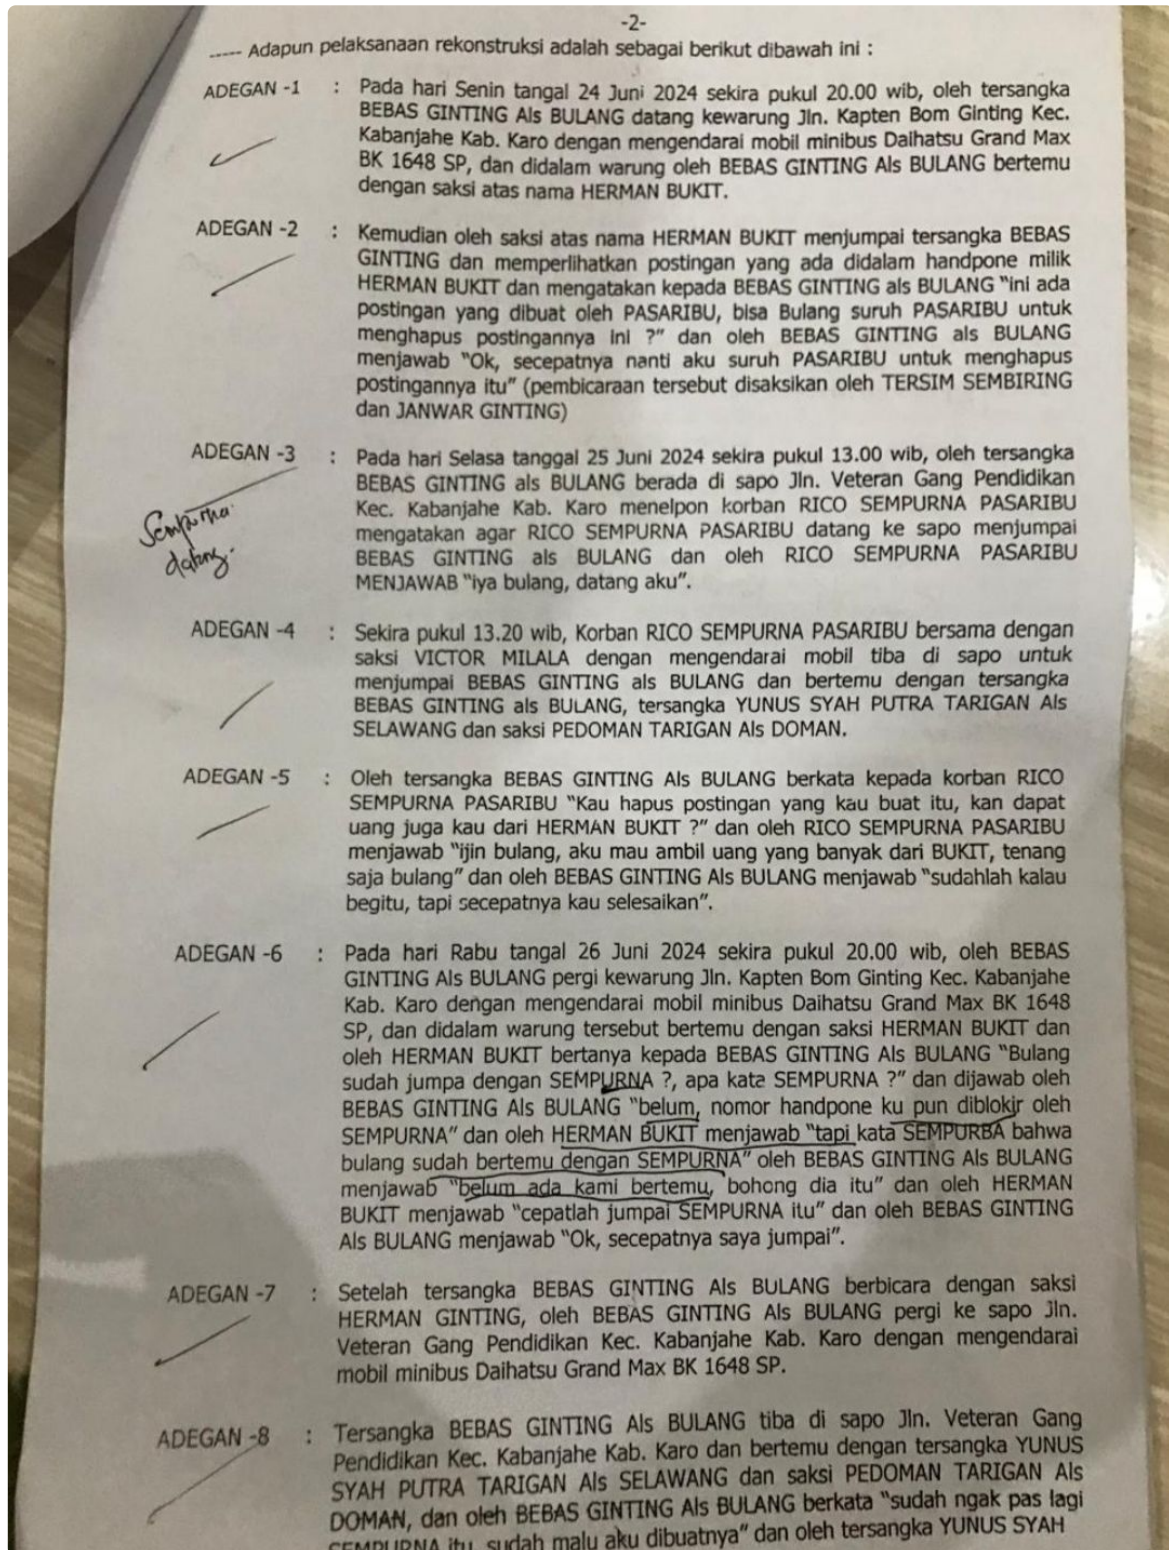 -2-
----- Adapun pelaksanaan rekonstruksi adalah sebagai berikut dibawah ini :
ADEGAN -1 : Pada hari Senin tangal 24 Juni 2024 sekira pukul 20.00 wib, oleh tersangka
BEBAS GINTING Als BULANG datang kewarung Jln. Kapten Bom Ginting Kec.
Kabanjahe Kab. Karo dengan mengendarai mobil minibus Daihatsu Grand Max
BK 1648 SP, dan didalam warung oleh BEBAS GINTING Als BULANG bertemu
dengan saksi atas nama HERMAN BUKIT.
ADEGAN -2 : Kemudian oleh saksi atas nama HERMAN BUKIT menjumpai tersangka BEBAS
GINTING dan memperlihatkan postingan yang ada didalam handpone milik
HERMAN BUKIT dan mengatakan kepada BEBAS GINTING als BULANG "ini ada
postingan yang dibuat oleh PASARIBU, bisa Bulang suruh PASARIBU untuk
menghapus postingannya ini ?" dan oleh BEBAS GINTING als BULANG
menjawab "Ok, secepatnya nanti aku suruh PASARIBU untuk menghapus
postingannya itu" (pembicaraan tersebut disaksikan oleh TERSIM SEMBIRING
dan JANWAR GINTING)
ADEGAN -3 : Pada hari Selasa tanggal 25 Juni 2024 sekira pukul 13.00 wib, oleh tersangka
BEBAS GINTING als BULANG berada di sapo Jln. Veteran Gang Pendidikan
Kec. Kabanjahe Kab. Karo menelpon korban RICO SEMPURNA PASARIBU
mengatakan agar RICO SEMPURNA PASARIBU datang ke sapo menjumpai
BEBAS GINTING als BULANG dan oleh RICO SEMPURNA PASARIBU
MENJAWAB "iya bulang, datang aku".
Sempurna
datang.
ADEGAN -4 : Sekira pukul 13.20 wib, Korban RICO SEMPURNA PASARIBU bersama dengan
saksi VICTOR MILALA dengan mengendarai mobil tiba di sapo untuk
menjumpai BEBAS GINTING als BULANG dan bertemu dengan tersangka
BEBAS GINTING als BULANG, tersangka YUNUS SYAH PUTRA TARIGAN Als
SELAWANG dan saksi PEDOMAN TARIGAN Als DOMAN.
ADEGAN -5 : Oleh tersangka BEBAS GINTING Als BULANG berkata kepada korban RICO
SEMPURNA PASARIBU "Kau hapus postingan yang kau buat itu, kan dapat
uang juga kau dari HERMAN BUKIT ?" dan oleh RICO SEMPURNA PASARIBU
menjawab "ijin bulang, aku mau ambil uang yang banyak dari BUKIT, tenang
saja bulang" dan oleh BEBAS GINTING Als BULANG menjawab "sudahlah kalau
begitu, tapi secepatnya kau selesaikan".
ADEGAN -6 : Pada hari Rabu tangal 26 Juni 2024 sekira pukul 20.00 wib, oleh BEBAS
GINTING Als BULANG pergi kewarung Jln. Kapten Bom Ginting Kec. Kabanjahe
Kab. Karo dengan mengendarai mobil minibus Daihatsu Grand Max BK 1648
SP, dan didalam warung tersebut bertemu dengan saksi HERMAN BUKIT dan
oleh HERMAN BUKIT bertanya kepada BEBAS GINTING Als BULANG "Bulang
sudah jumpa dengan SEMPURNA ?, apa kata SEMPURNA ?" dan dijawab oleh
BEBAS GINTING Als BULANG "belum, nomor handpone ku pun diblokir oleh
SEMPURNA" dan oleh HERMAN BUKIT menjawab "tapi kata SEMPURBA bahwa
bulang sudah bertemu dengan SEMPURNA" oleh BEBAS GINTING Als BULANG
menjawab "belum ada kami bertemu, bohong dia itu" dan oleh HERMAN
BUKIT menjawab "cepatlah jumpai SEMPURNA itu" dan oleh BEBAS GINTING
Als BULANG menjawab "Ok, secepatnya saya jumpai".
ADEGAN -7 : Setelah tersangka BEBAS GINTING Als BULANG berbicara dengan saksi
HERMAN GINTING, oleh BEBAS GINTING Als BULANG pergi ke sapo Jln.
Veteran Gang Pendidikan Kec. Kabanjahe Kab. Karo dengan mengendarai
mobil minibus Daihatsu Grand Max BK 1648 SP.
ADEGAN -8 : Tersangka BEBAS GINTING Als BULANG tiba di sapo Jln. Veteran Gang
Pendidikan Kec. Kabanjahe Kab. Karo dan bertemu dengan tersangka YUNUS
SYAH PUTRA TARIGAN Als SELAWANG dan saksi PEDOMAN TARIGAN Als
DOMAN, dan oleh BEBAS GINTING Als BULANG berkata "sudah ngak pas lagi
SEMPURNA itu, sudah malu aku dibuatnya" dan oleh tersangka YUNUS SYAH